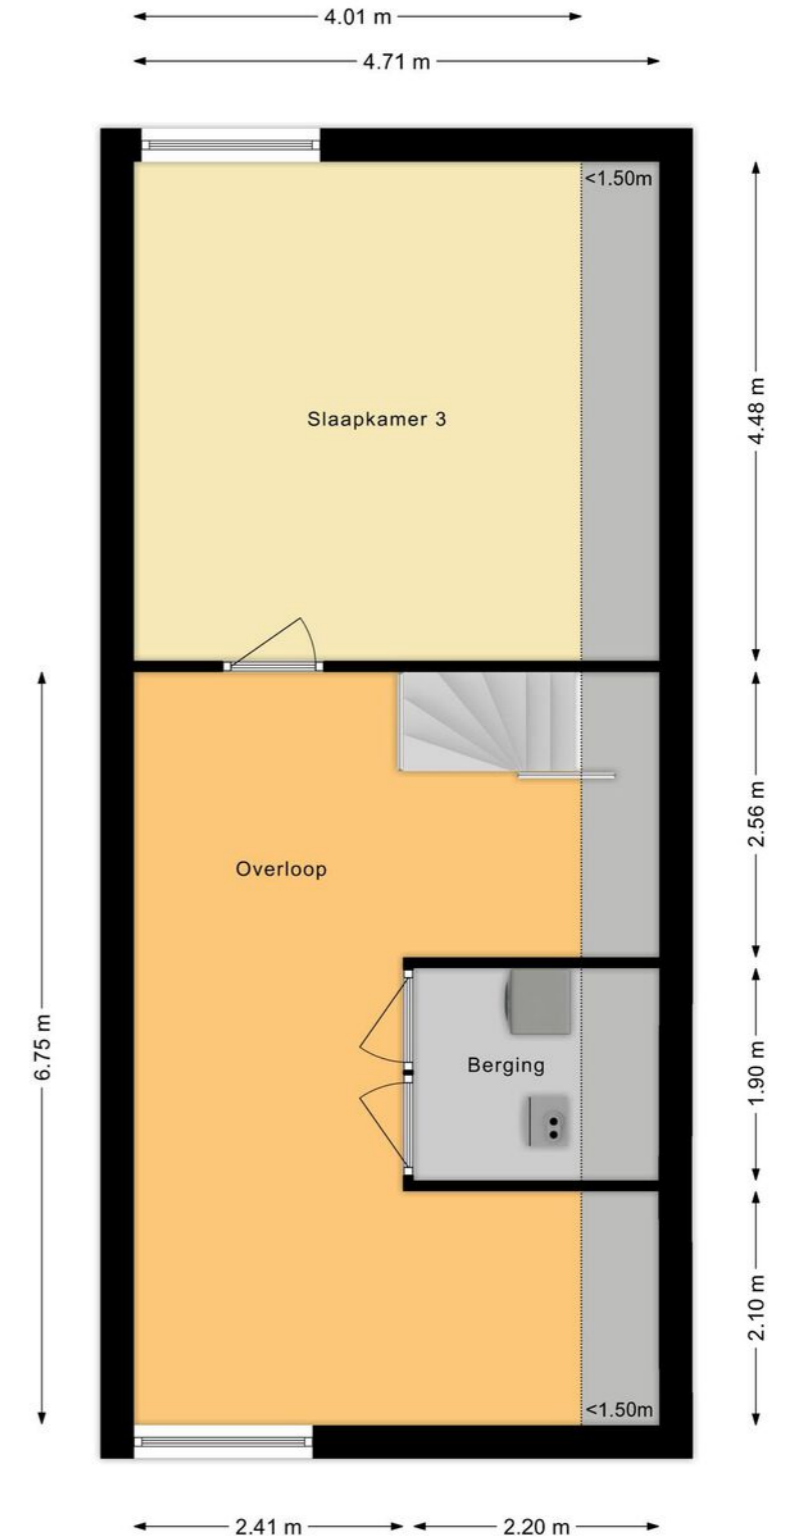 4.01 m
4.71 m
<1.50m
4.48 m
Slaapkamer 3
2.56 m
Overloop
6.75 m
1.90 m
Berging
2.10 m
<1.50m
2.41 m
2.20 m